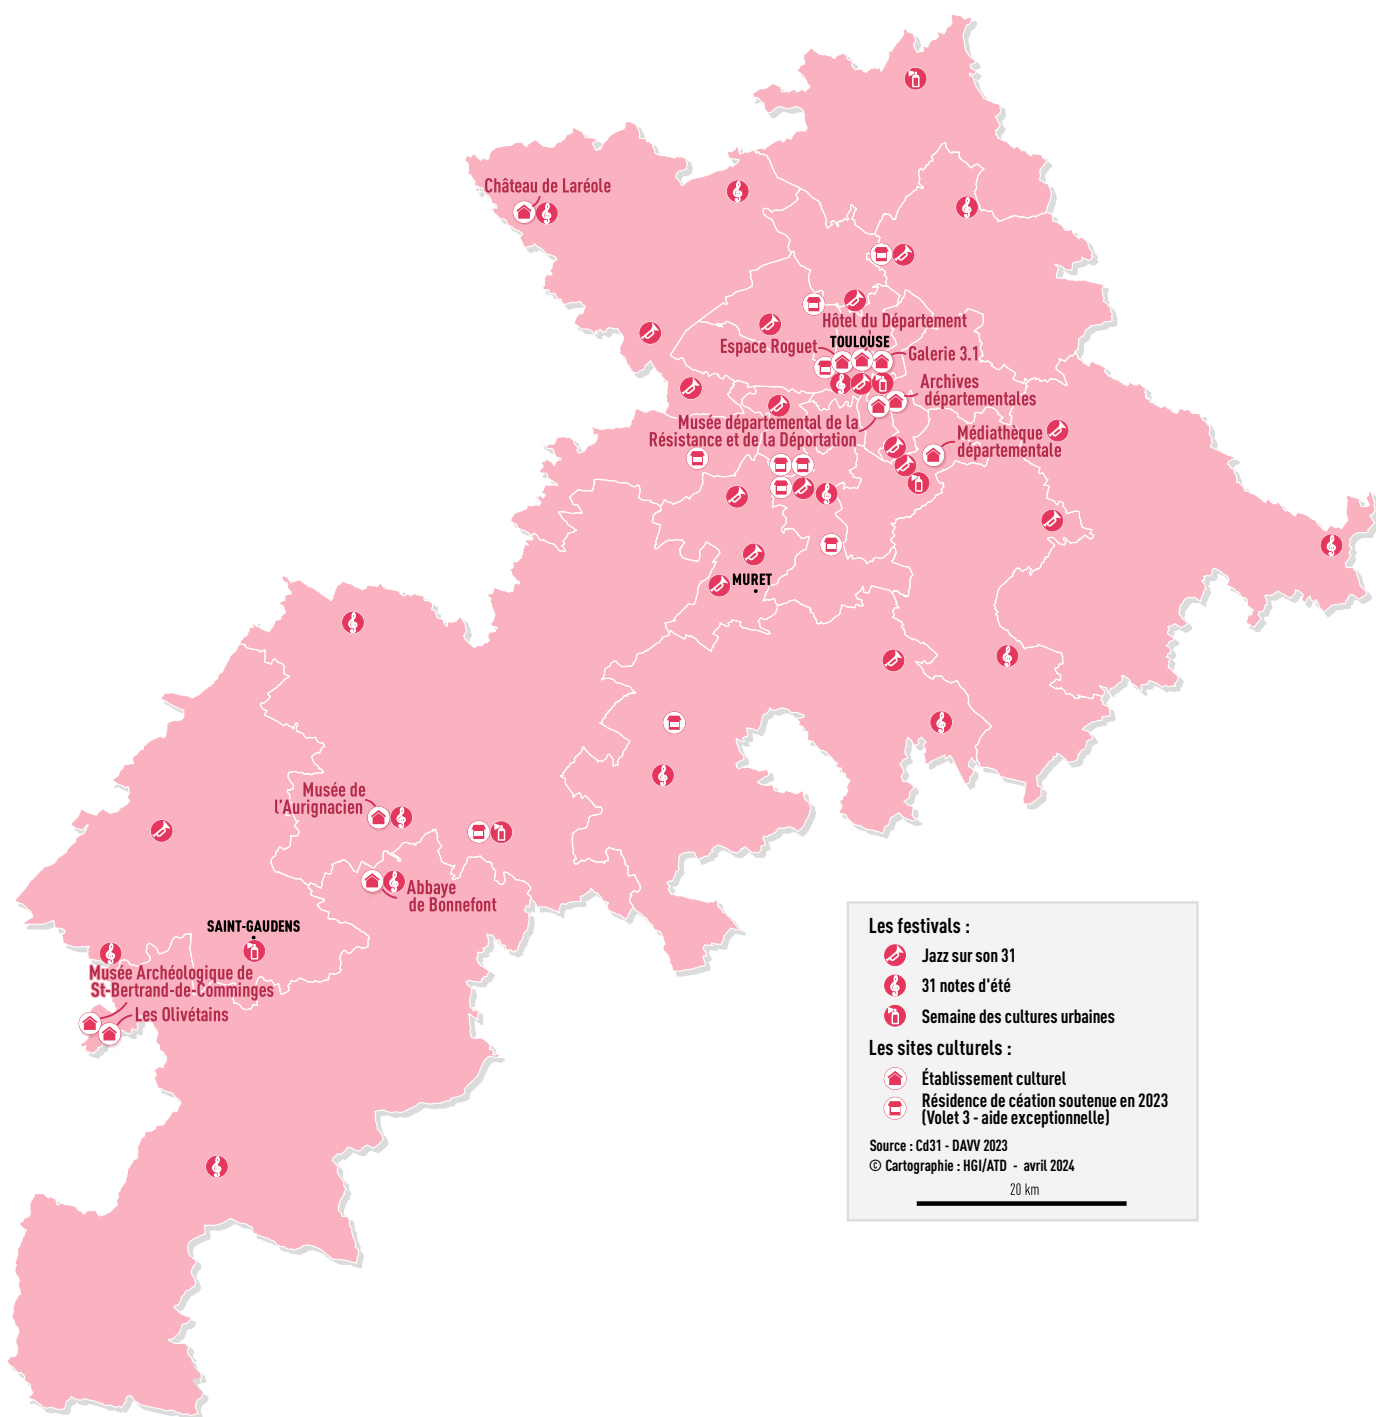 Château de Laréole
Hôtel du Département
TOULOUSE
Espace Roguet
Galerie 3.1
Archives
départementales
Musée départemental de la
Résistance et de la Déportation
Médiathèque
départementale
MURET
Musée de
l'Aurignacien
Abbaye
de Bonnefont
SAINT-GAUDENS
Musée Archéologique de
St-Bertrand-de-Comminges
Les Olivétains
Les festivals :
Jazz sur son 31
31 notes d'été
Semaine des cultures urbaines
Les sites culturels :
Établissement culturel
Résidence de céation soutenue en 2023
(Volet 3 - aide exceptionnelle)
Source : Cd31 - DAVV 2023
© Cartographie : HGI/ATD - avril 2024
20 km